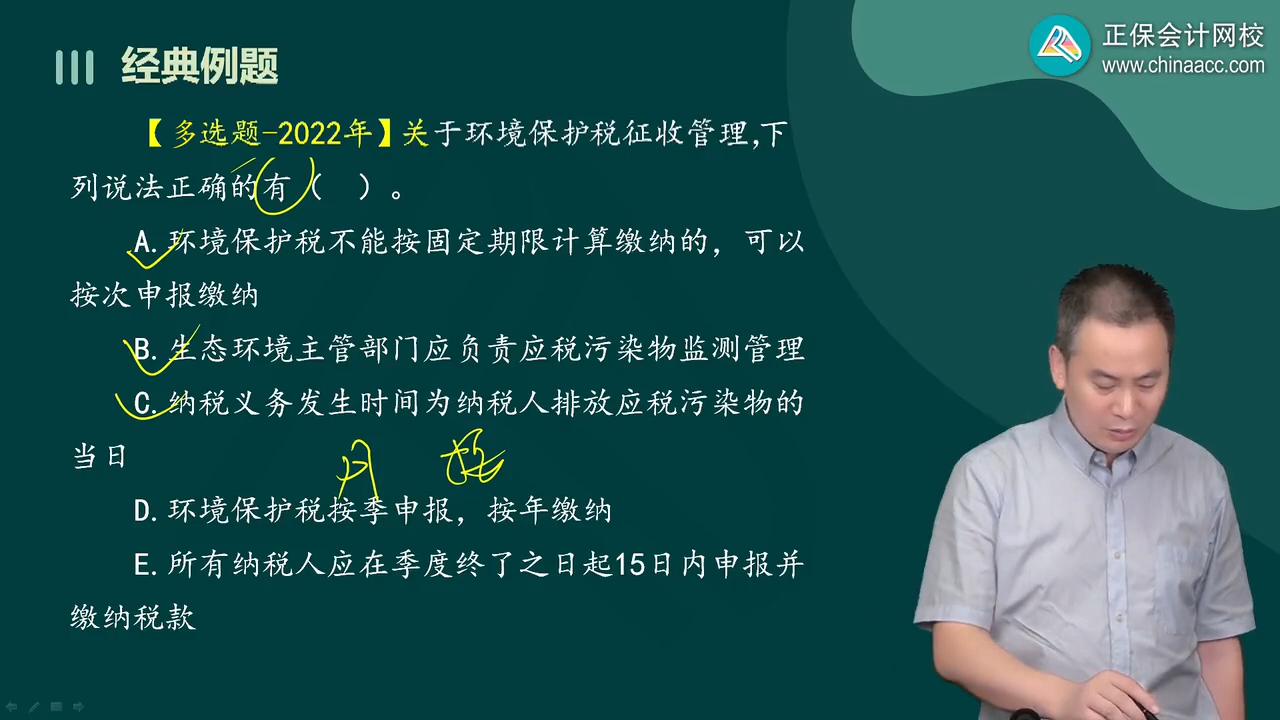 经典例题
正保会计网校
www.chinaacc.com
【多选题-2022年】关于环境保护税征收管理,下
列说法正确的有（ ）。
A.环境保护税不能按固定期限计算缴纳的，可以
按次申报缴纳
B.生态环境主管部门应负责应税污染物监测管理
C.纳税义务发生时间为纳税人排放应税污染物的
当日
月
D.环境保护税按季申报，按年缴纳
E.所有纳税人应在季度终了之日起15日内申报并
缴纳税款